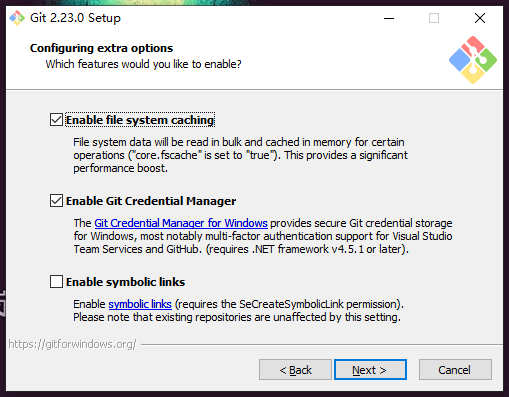 Git 2.23.0 Setup
Configuring extra options
Which features would you like to enable?
Enable file system caching
File system data will be read in bulk and cached in memory for certain
operations ("core.fscache" is set to "true"). This provides a significant
performance boost.
Enable Git Credential Manager
The Git Credential Manager for Windows provides secure Git credential storage
for Windows, most notably multi-factor authentication support for Visual Studio
Team Services and GitHub. (requires .NET framework v4.5.1 or later).
Enable symbolic links
Enable symbolic links (requires the SeCreateSymbolicLink permission).
Please note that existing repositories are unaffected by this setting.
https://gitforwindows.org/
< Back
Next >
Cancel